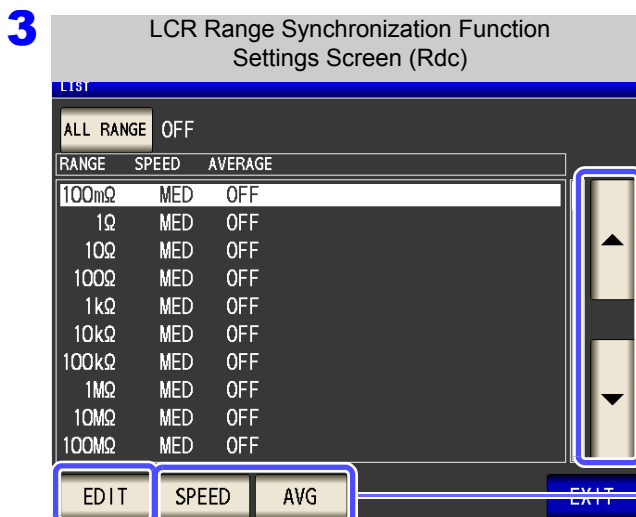 3
LCR Range Synchronization Function
Settings Screen (Rdc)
LIST
ALL RANGE OFF
RANGE SPEED AVERAGE
100mΩ MED OFF
1Ω MED OFF
10Ω MED OFF
100Ω MED OFF
1kΩ MED OFF
10kΩ MED OFF
100kΩ MED OFF
1MΩ MED OFF
10MΩ MED OFF
100MΩ MED OFF
EDIT SPEED AVG EXIT